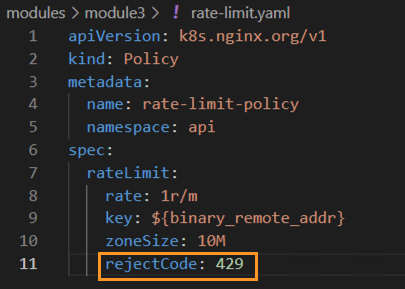 modules > module3 > ! rate-limit.yaml
1 apiVersion: k8s.nginx.org/v1
2 kind: Policy
3 metadata:
4   name: rate-limit-policy
5   namespace: api
6 spec:
7   rateLimit:
8     rate: 1r/m
9     key: ${binary_remote_addr}
10     zoneSize: 10M
11     rejectCode: 429